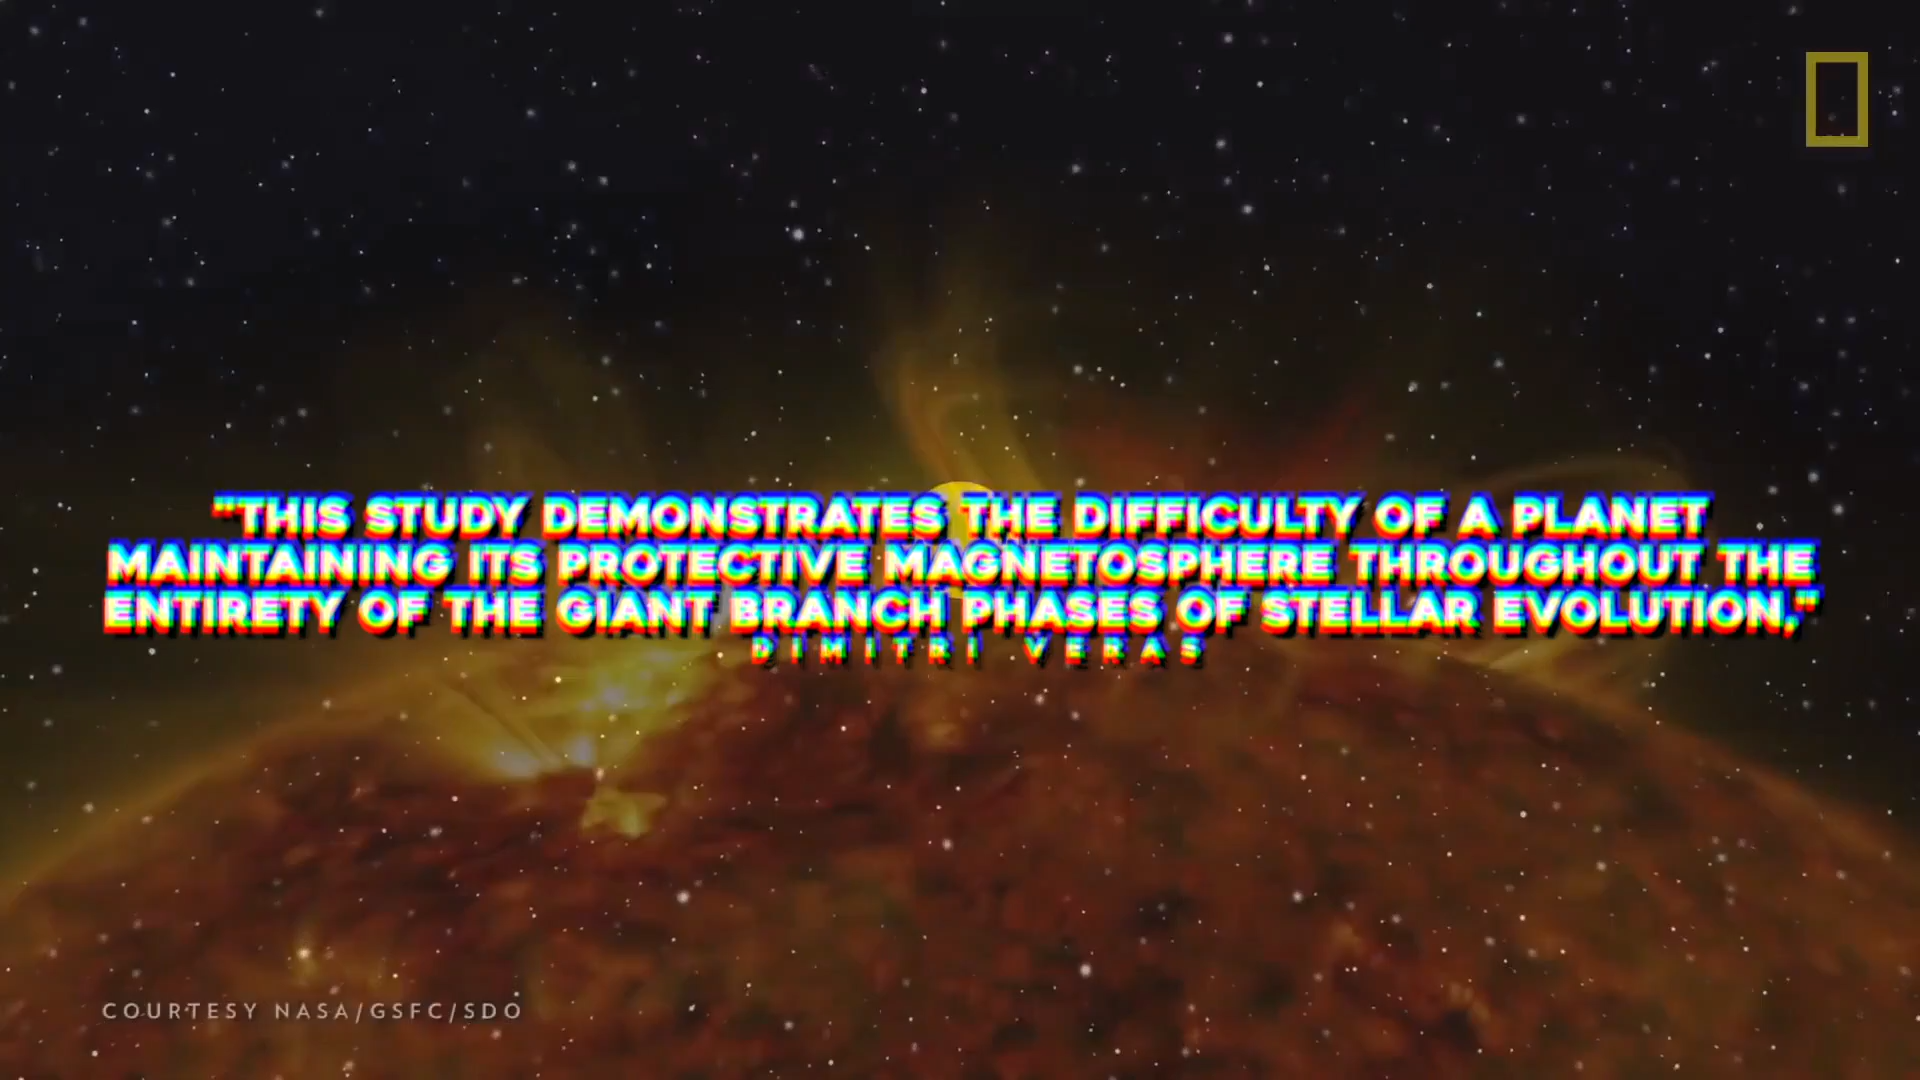 "THIS STUDY DEMONSTRATES THE DIFFICULTY OF A PLANET
MAINTAINING ITS PROTECTIVE MAGNETOSPHERE THROUGHOUT THE
ENTIRETY OF THE GIANT BRANCH PHASES OF STELLAR EVOLUTION,"
DIMITRI VERAS
COURTESY NASA/GSFC/SDO